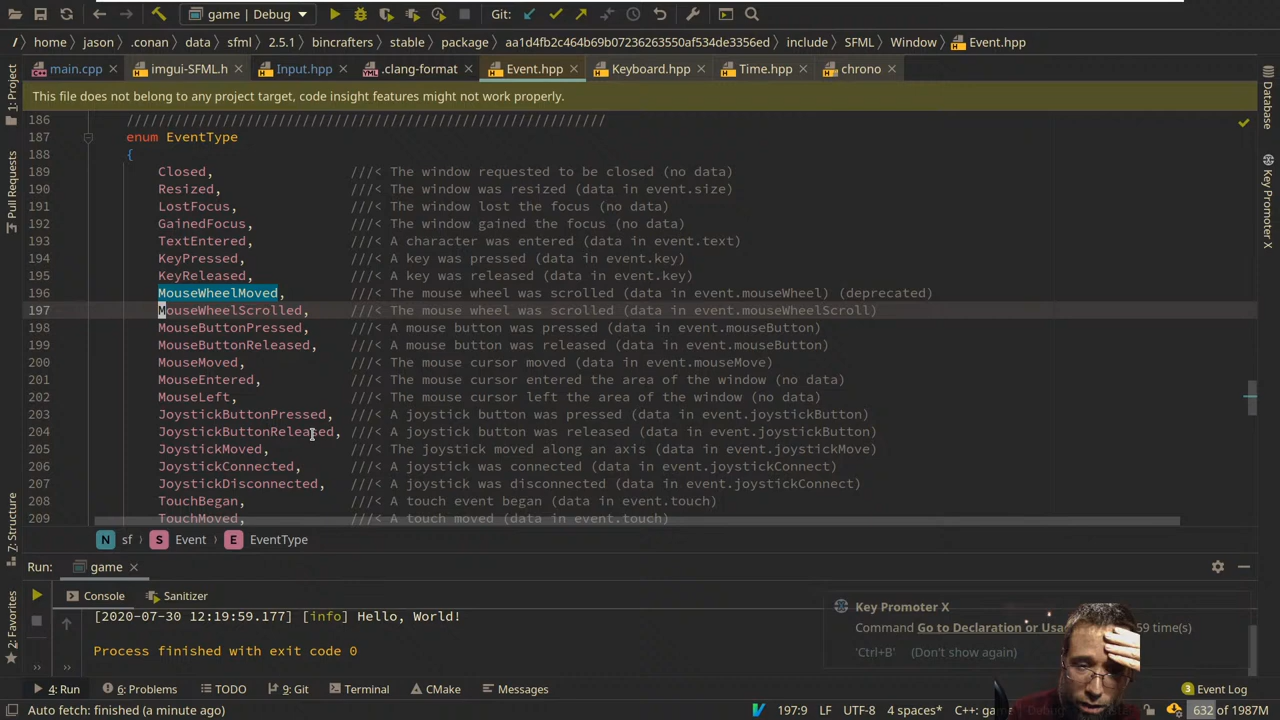 game | Debug Git:
/ home jason .conan data sfml 2.5.1 bincrafters stable package aa1d4fb2c464b0723626355​0af534de3356ed include SFML Window Event.hpp
main.cpp imgui-SFML.h Input.hpp .clang-format Event.hpp Keyboard.hpp Time.hpp chrono
This file does not belong to any project target, code insight features might not work properly.
186 ////////////////////////////////////////////////////////////
187 enum EventType
188 {
189 Closed, ///< The window requested to be closed (no data)
190 Resized, ///< The window was resized (data in event.size)
191 LostFocus, ///< The window lost the focus (no data)
192 GainedFocus, ///< The window gained the focus (no data)
193 TextEntered, ///< A character was entered (data in event.text)
194 KeyPressed, ///< A key was pressed (data in event.key)
195 KeyReleased, ///< A key was released (data in event.key)
196 MouseWheelMoved, ///< The mouse wheel was scrolled (data in event.mouseWheel) (deprecated)
197 MouseWheelScrolled, ///< The mouse wheel was scrolled (data in event.mouseWheelScroll)
198 MouseButtonPressed, ///< A mouse button was pressed (data in event.mouseButton)
199 MouseButtonReleased, ///< A mouse button was released (data in event.mouseButton)
200 MouseMoved, ///< The mouse cursor moved (data in event.mouseMove)
201 MouseEntered, ///< The mouse cursor entered the area of the window (no data)
202 MouseLeft, ///< The mouse cursor left the area of the window (no data)
203 JoystickButtonPressed, ///< A joystick button was pressed (data in event.joystickButton)
204 JoystickButtonReleased, ///< A joystick button was released (data in event.joystickButton)
205 JoystickMoved, ///< The joystick moved along an axis (data in event.joystickMove)
206 JoystickConnected, ///< A joystick was connected (data in event.joystickConnect)
207 JoystickDisconnected, ///< A joystick was disconnected (data in event.joystickConnect)
208 TouchBegan, ///< A touch event began (data in event.touch)
209 TouchMoved, ///< A touch moved (data in event.touch)
N sf S Event E EventType
Run: game
Console Sanitizer
[2020-07-30 12:19:59.177] [info] Hello, World!
Process finished with exit code 0
Key Promoter X
Command Go to Declaration or Usa 59 time(s)
'Ctrl+B' (Don't show again)
4: Run 6: Problems TODO 9: Git Terminal CMake Messages 3 Event Log
Auto fetch: finished (a minute ago) 197:9 LF UTF-8 4 spaces* C++: game 632 of 1987M
1: Project
Pull Requests
Z: Structure
2: Favorites
Database
Key Promoter X